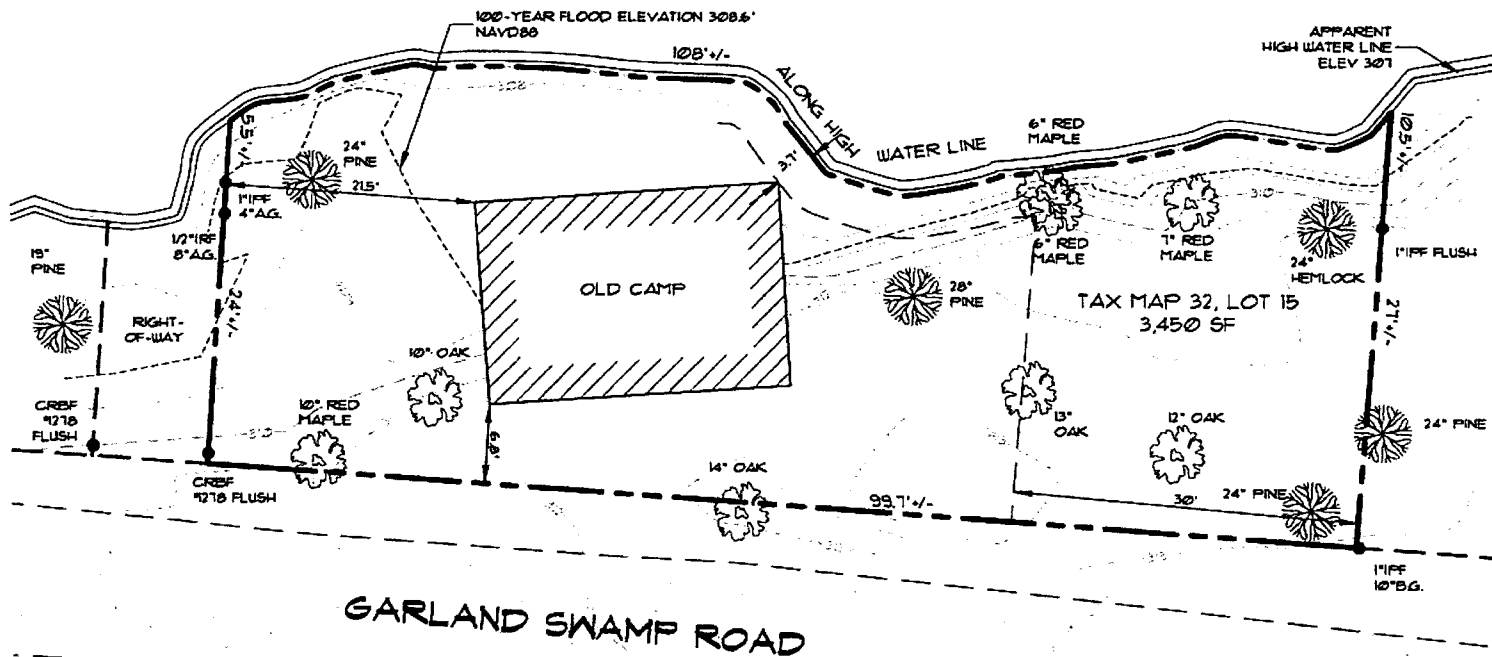 100-YEAR FLOOD ELEVATION 308.6'
NAVD88
108'+/-
ALONG HIGH
WATER LINE
APPARENT
HIGH WATER LINE
ELEV 307
308
5.5'+/-
24"
PINE
21.5'
1"IPF
4"AG.
1/2"IRF
8"AG.
24'+/-
19"
PINE
RIGHT-
OF-WAY
CRBF
#1278
FLUSH
CRBF
#1278 FLUSH
3.7'
6" RED
MAPLE
6" RED
MAPLE
7" RED
MAPLE
310
24"
HEMLOCK
10.5'+/-
1"IPF FLUSH
27'+/-
OLD CAMP
28"
PINE
TAX MAP 32, LOT 15
3,450 SF
10" OAK
10" RED
MAPLE
310
6.8'
14" OAK
99.7'+/-
13"
OAK
12" OAK
30'
24" PINE
24" PINE
1"IPF
10"BG.
GARLAND SWAMP ROAD